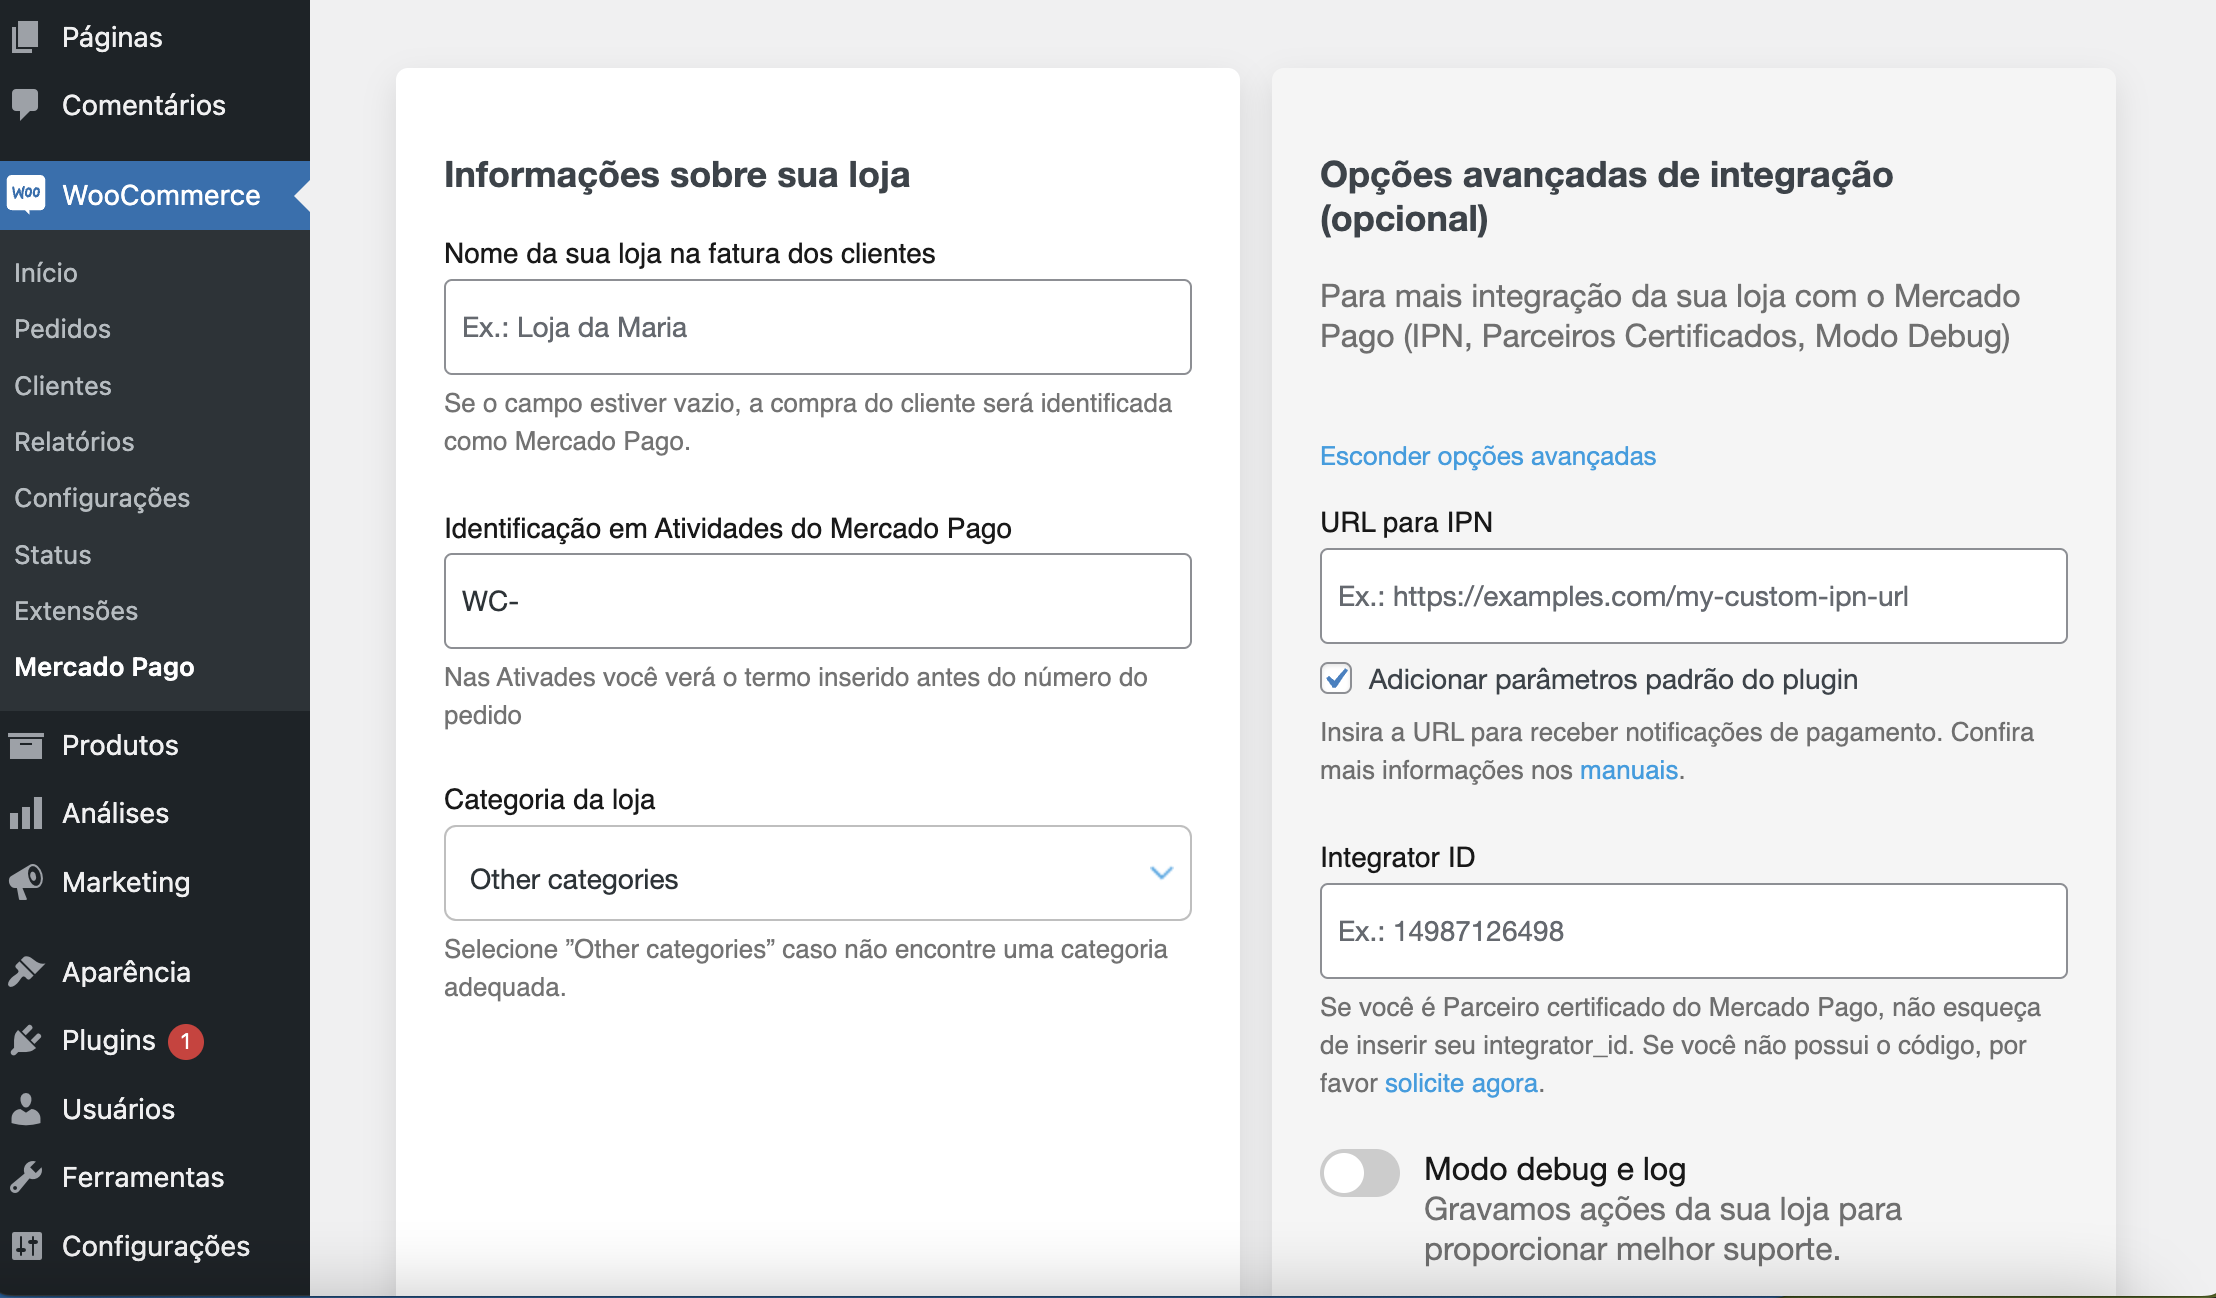 Páginas
Comentários
Woo WooCommerce
Início
Pedidos
Clientes
Relatórios
Configurações
Status
Extensões
Mercado Pago
Produtos
Análises
Marketing
Aparência
Plugins 1
Usuários
Ferramentas
Configurações
Informações sobre sua loja
Nome da sua loja na fatura dos clientes
Ex.: Loja da Maria
Se o campo estiver vazio, a compra do cliente será identificada
como Mercado Pago.
Identificação em Atividades do Mercado Pago
WC-
Nas Ativades você verá o termo inserido antes do número do
pedido
Categoria da loja
Other categories
Selecione ”Other categories” caso não encontre uma categoria
adequada.
Opções avançadas de integração
(opcional)
Para mais integração da sua loja com o Mercado
Pago (IPN, Parceiros Certificados, Modo Debug)
Esconder opções avançadas
URL para IPN
Ex.: https://examples.com/my-custom-ipn-url
Adicionar parâmetros padrão do plugin
Insira a URL para receber notificações de pagamento. Confira
mais informações nos manuais.
Integrator ID
Ex.: 14987126498
Se você é Parceiro certificado do Mercado Pago, não esqueça
de inserir seu integrator_id. Se você não possui o código, por
favor solicite agora.
Modo debug e log
Gravamos ações da sua loja para
proporcionar melhor suporte.